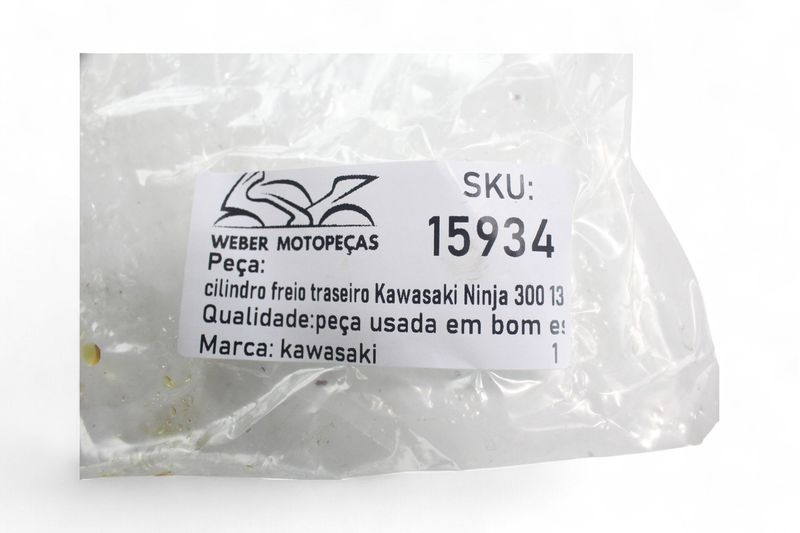 SKU:
15934
WEBER MOTOPEÇAS
Peça:
cilindro freio traseiro Kawasaki Ninja 300 13
Qualidade:peça usada em bom es
Marca: kawasaki 1